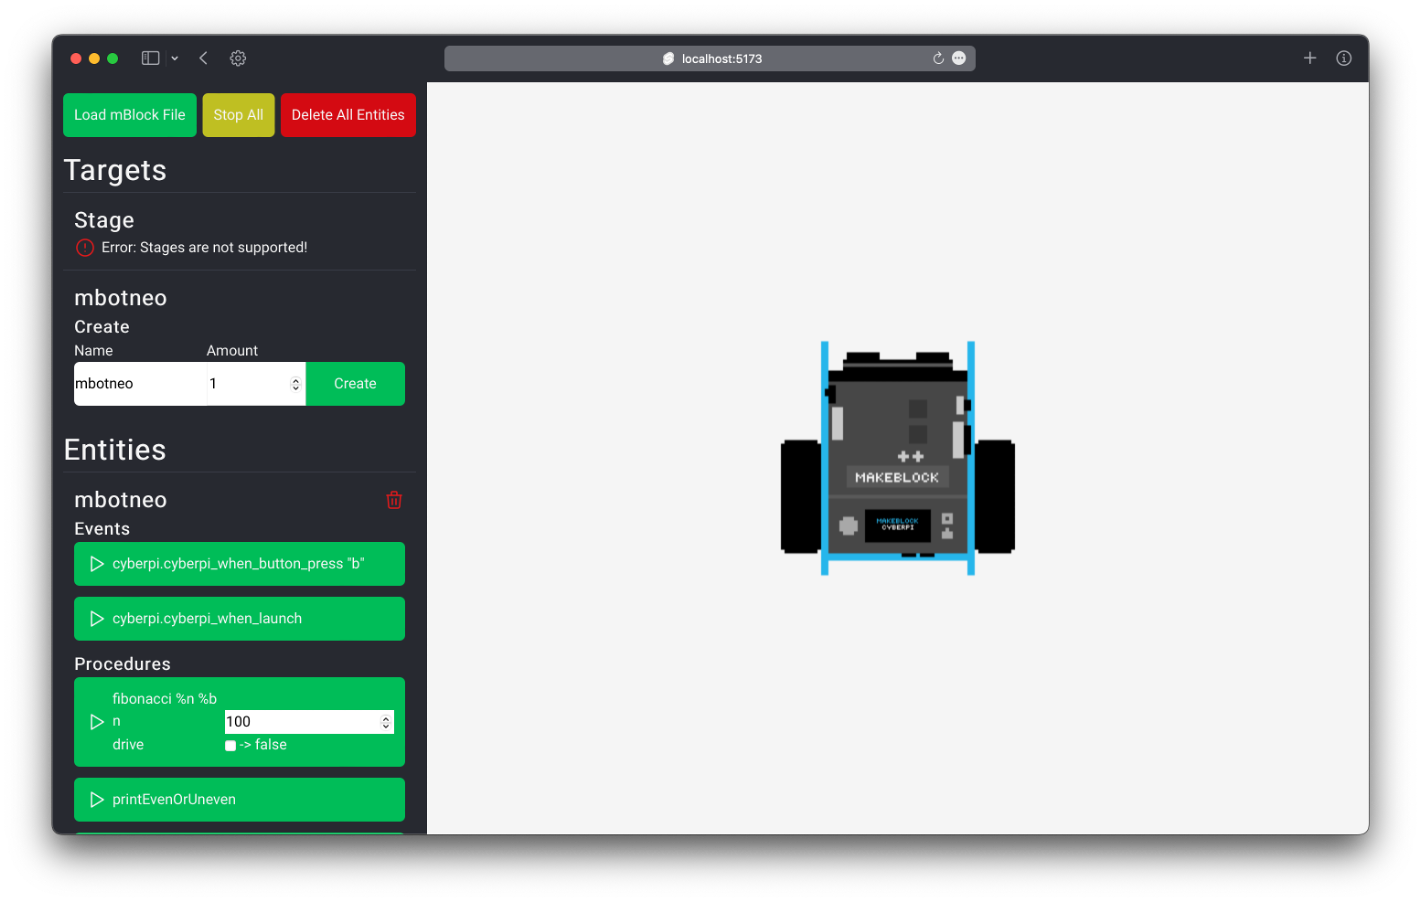 localhost:5173
Load mBlock File
Stop All
Delete All Entities
Targets
Stage
Error: Stages are not supported!
mbotneo
Create
Name Amount
mbotneo 1 Create
Entities
mbotneo
Events
cyberpi.cyberpi_when_button_press "b"
cyberpi.cyberpi_when_launch
Procedures
fibonacci %n %b
n 100
drive -> false
printEvenOrUneven
MAKEBLOCK
MAKEBLOCK
CYBERPI